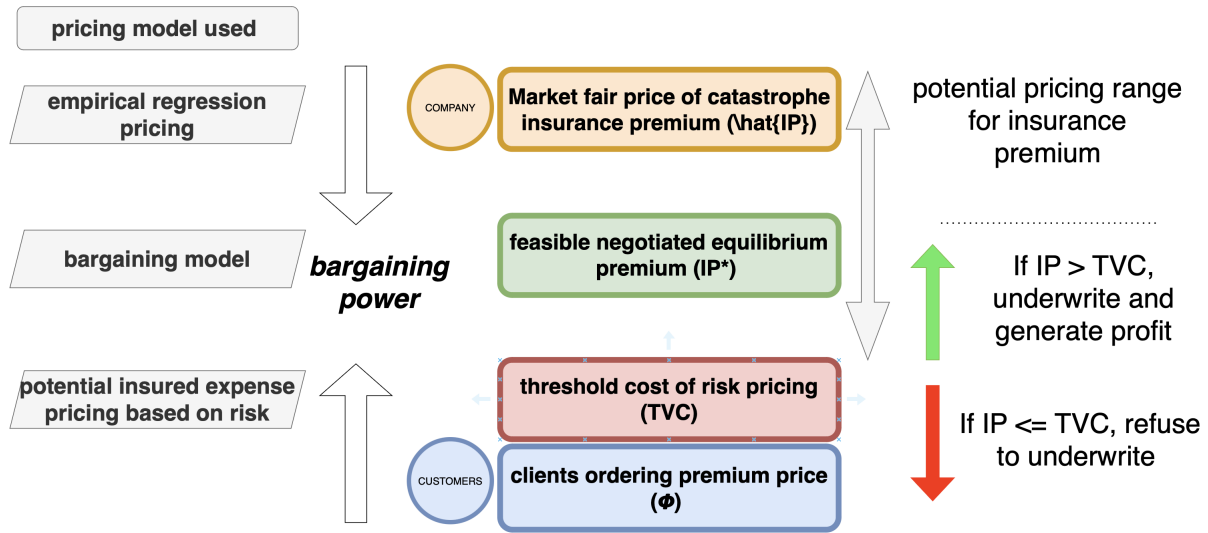 pricing model used
empirical regression
pricing
COMPANY
Market fair price of catastrophe
insurance premium (\hat{IP})
potential pricing range
for insurance
premium
bargaining model
bargaining
power
feasible negotiated equilibrium
premium (IP*)
If IP > TVC,
underwrite and
generate profit
potential insured expense
pricing based on risk
threshold cost of risk pricing
(TVC)
If IP <= TVC, refuse
to underwrite
CUSTOMERS
clients ordering premium price
(Φ)